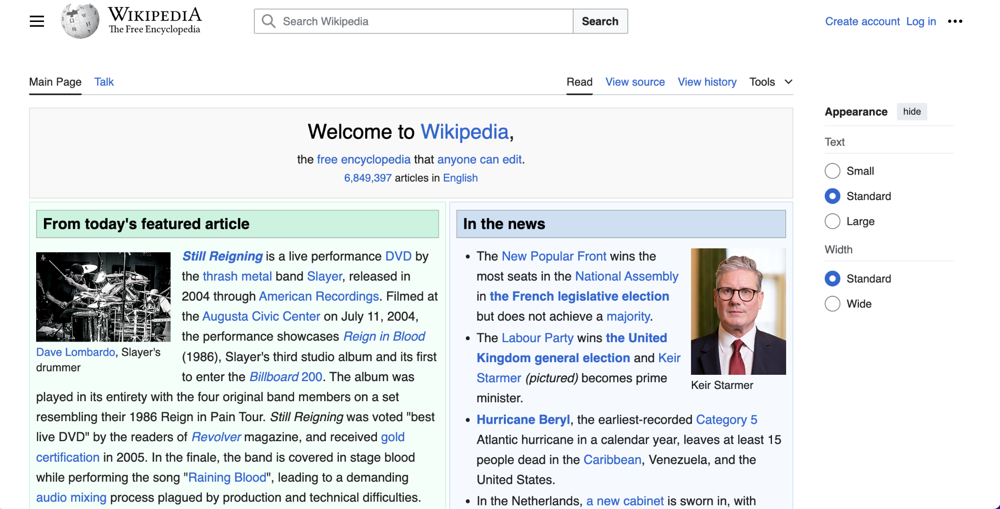 WIKIPEDIA
The Free Encyclopedia
Search Wikipedia
Search
Create account Log in
Main Page Talk
Read View source View history Tools
Welcome to Wikipedia,
the free encyclopedia that anyone can edit.
6,849,397 articles in English
From today's featured article
Still Reigning is a live performance DVD by
the thrash metal band Slayer, released in
2004 through American Recordings. Filmed at
the Augusta Civic Center on July 11, 2004,
the performance showcases Reign in Blood
(1986), Slayer's third studio album and its first
to enter the Billboard 200. The album was
played in its entirety with the four original band members on a set
resembling their 1986 Reign in Pain Tour. Still Reigning was voted "best
live DVD" by the readers of Revolver magazine, and received gold
certification in 2005. In the finale, the band is covered in stage blood
while performing the song "Raining Blood", leading to a demanding
audio mixing process plagued by production and technical difficulties.
Dave Lombardo, Slayer's
drummer
In the news
• The New Popular Front wins the
most seats in the National Assembly
in the French legislative election
but does not achieve a majority.
• The Labour Party wins the United
Kingdom general election and Keir
Starmer (pictured) becomes prime
minister.
• Hurricane Beryl, the earliest-recorded Category 5
Atlantic hurricane in a calendar year, leaves at least 15
people dead in the Caribbean, Venezuela, and the
United States.
• In the Netherlands, a new cabinet is sworn in, with
Keir Starmer
Appearance hide
Text
Small
Standard
Large
Width
Standard
Wide